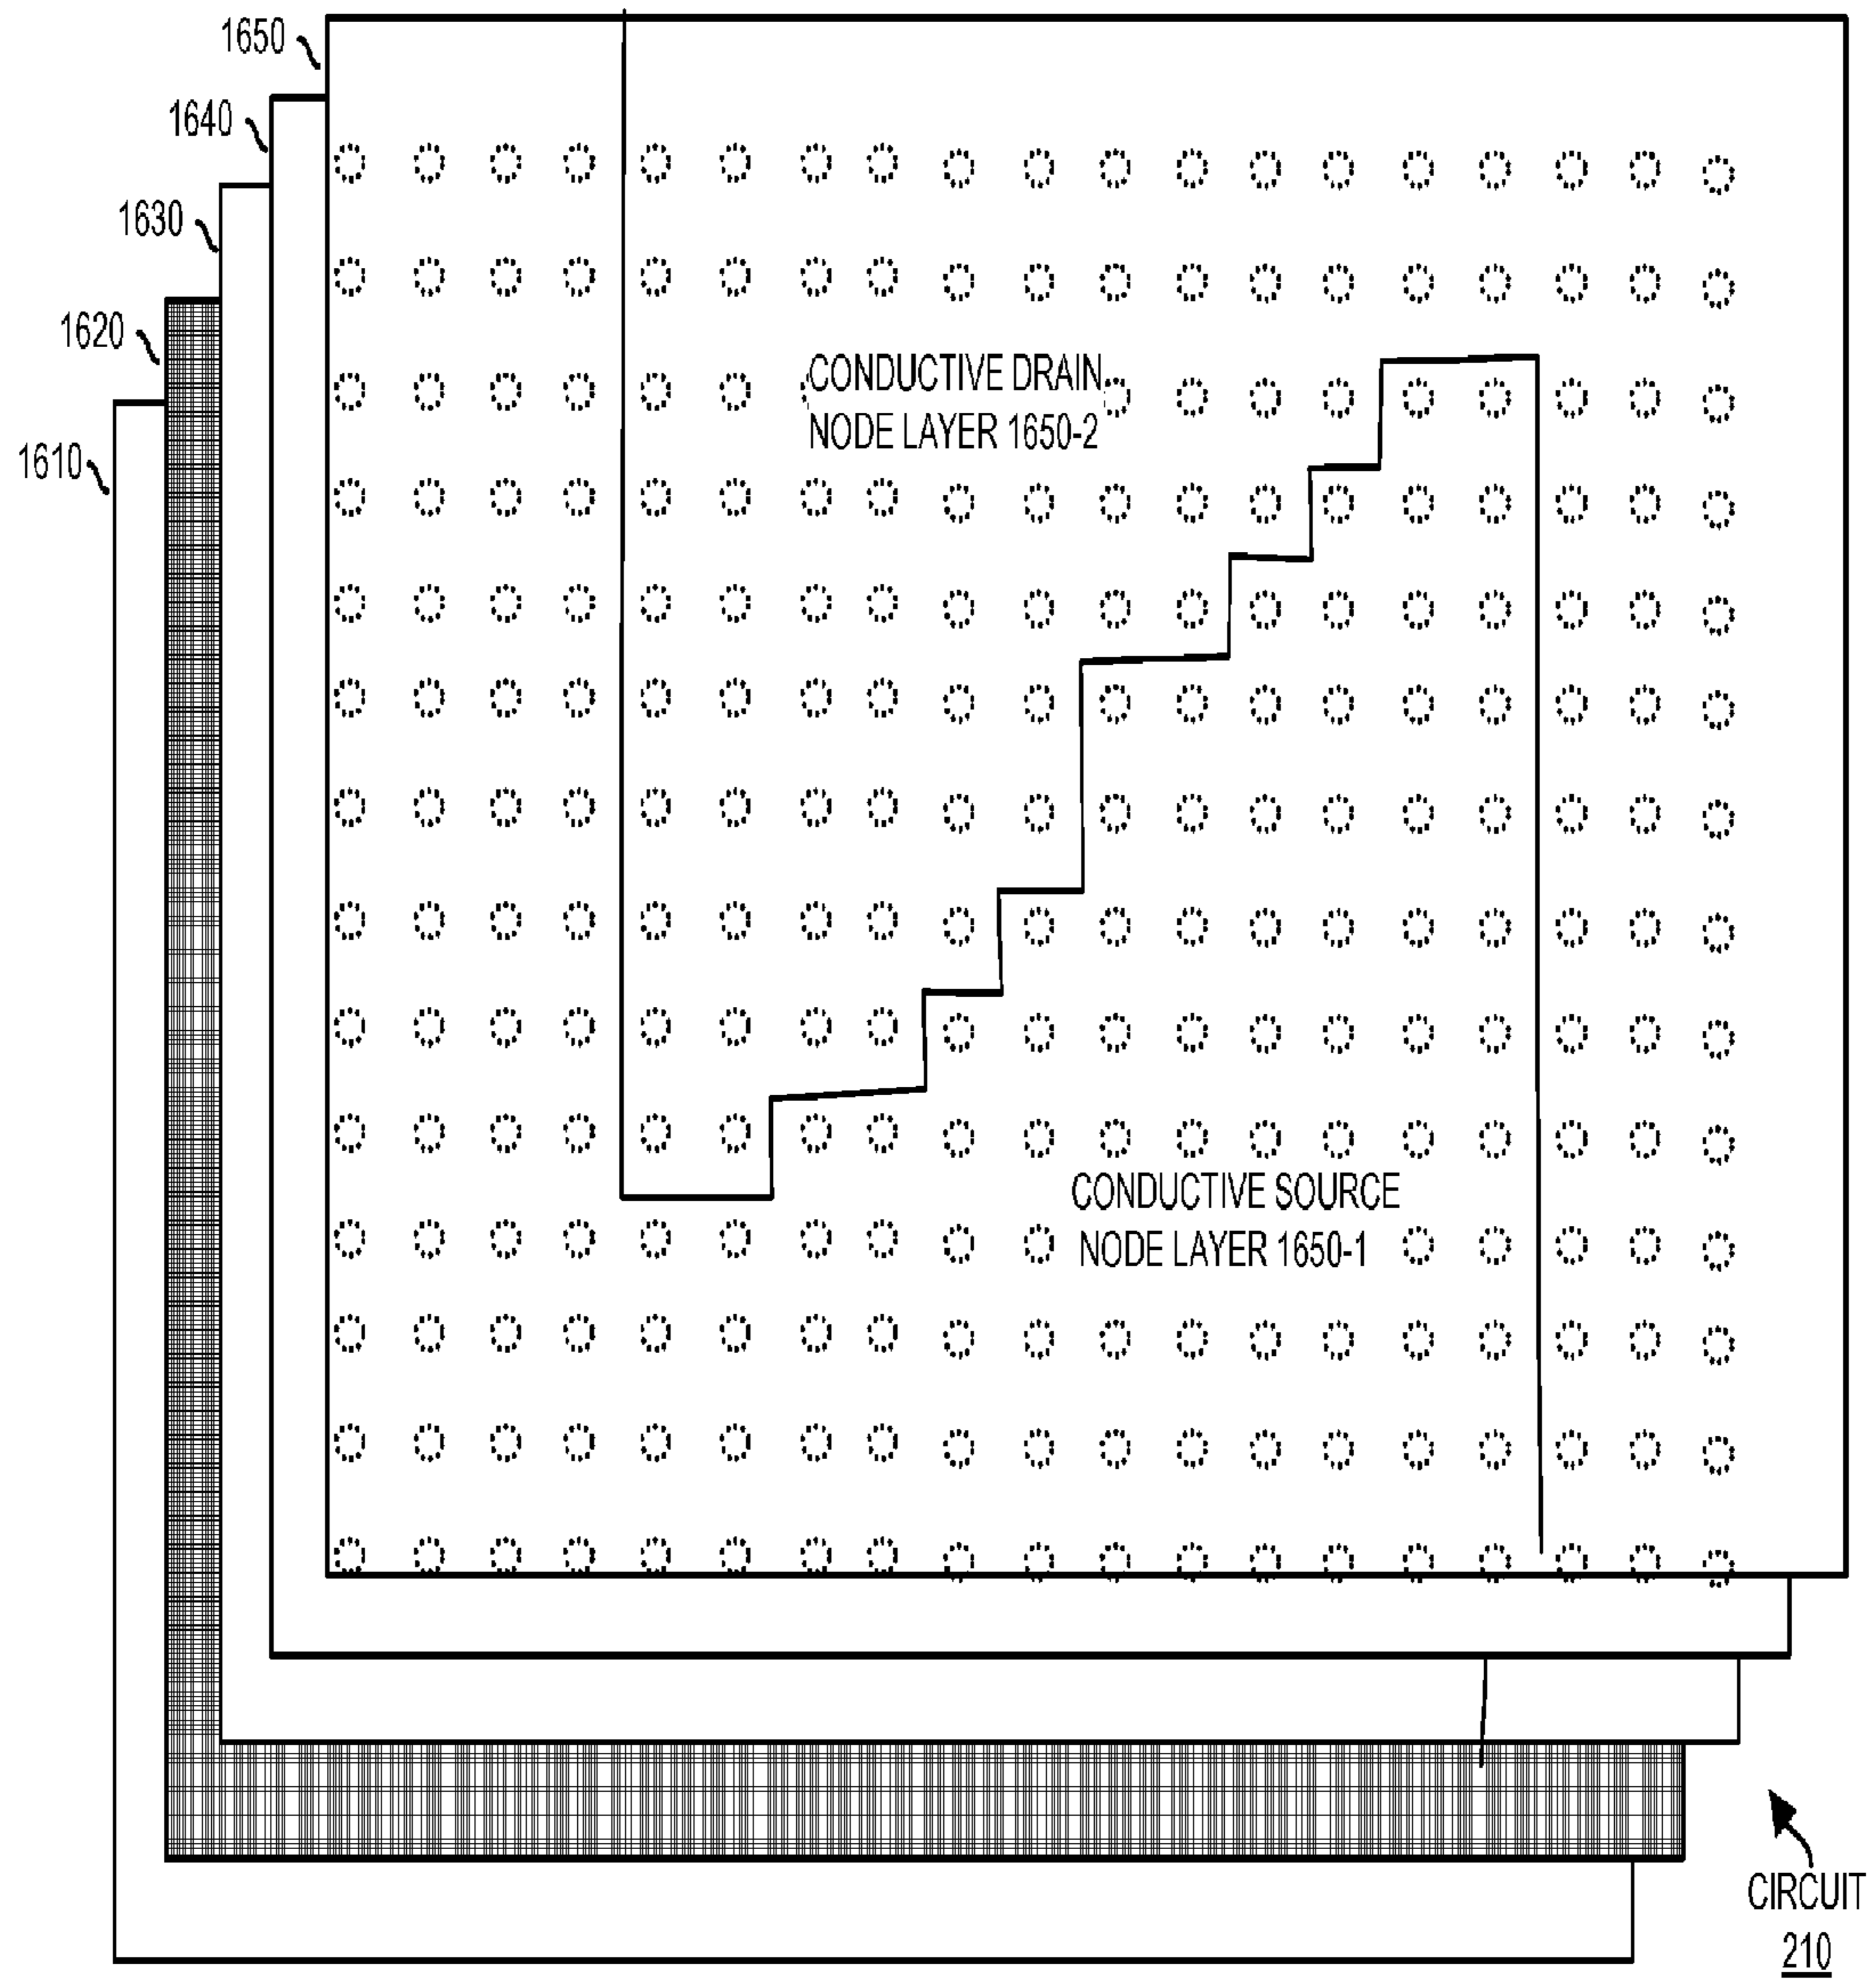 1650
1640
1630
1620
1610
CONDUCTIVE DRAIN
NODE LAYER 1650-2
CONDUCTIVE SOURCE
NODE LAYER 1650-1
CIRCUIT
210